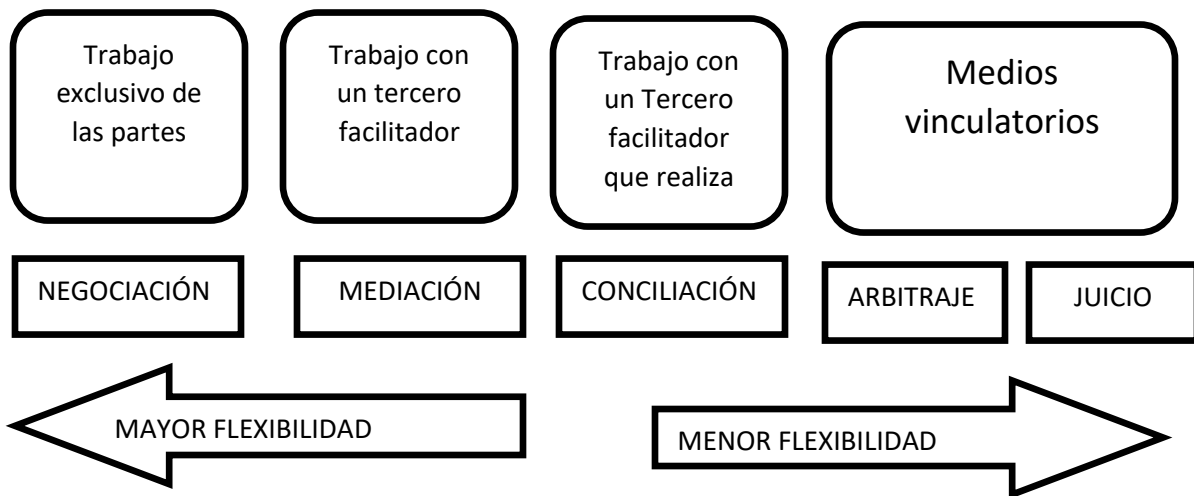 Trabajo
exclusivo de
las partes
Trabajo con
un tercero
facilitador
Trabajo con
un Tercero
facilitador
que realiza
Medios
vinculatorios
NEGOCIACIÓN
MEDIACIÓN
CONCILIACIÓN
ARBITRAJE
JUICIO
MAYOR FLEXIBILIDAD
MENOR FLEXIBILIDAD